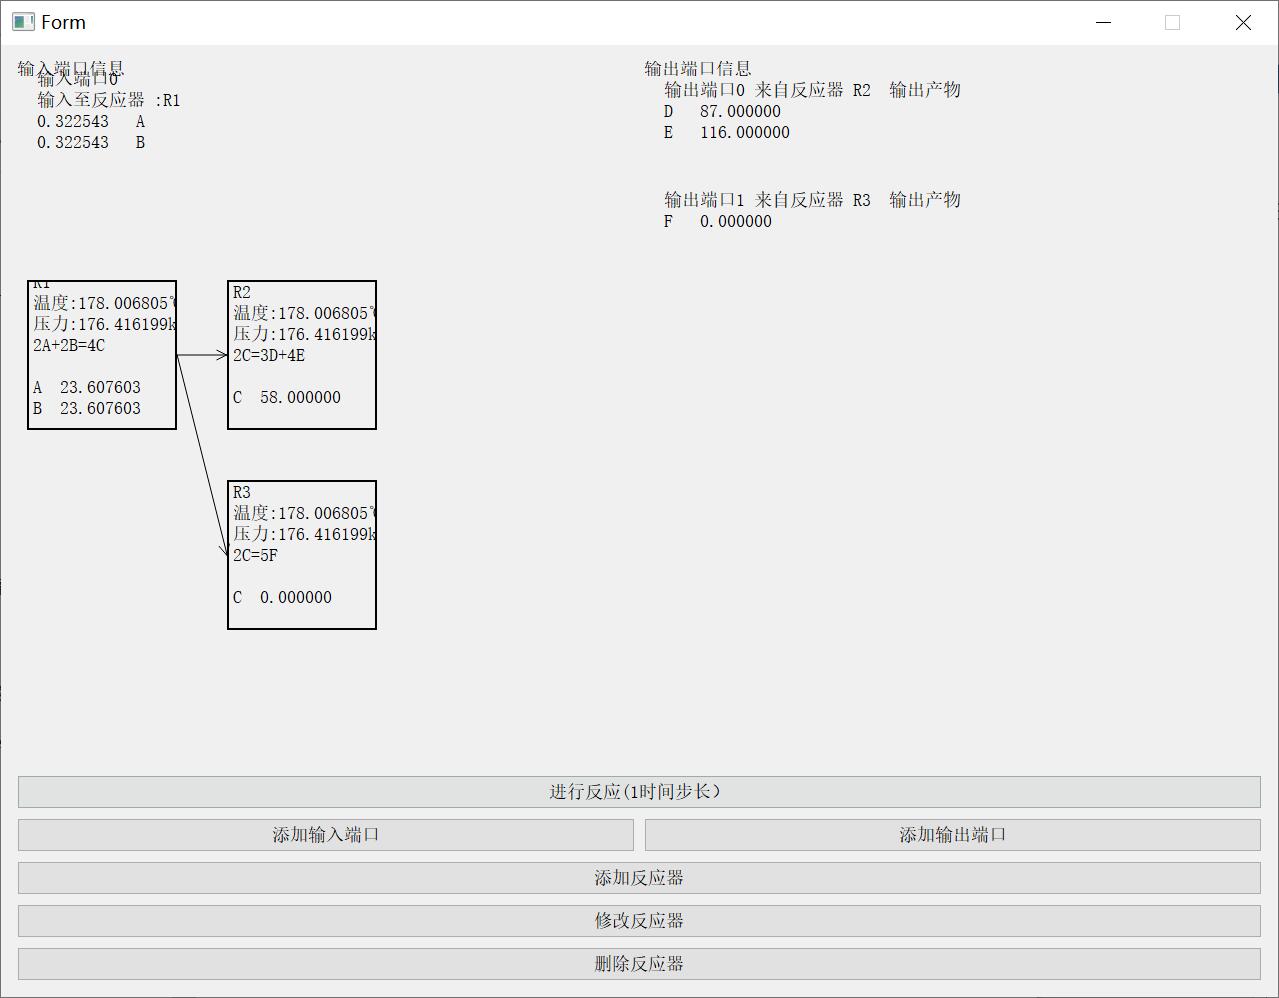 Form
输入端口信息
输入端口0
输入至反应器 :R1
0.322543 A
0.322543 B
输出端口信息
输出端口0 来自反应器 R2 输出产物
D 87.000000
E 116.000000
输出端口1 来自反应器 R3 输出产物
F 0.000000
R1
温度:178.006805℃
压力:176.416199k
2A+2B=4C
A 23.607603
B 23.607603
R2
温度:178.006805℃
压力:176.416199k
2C=3D+4E
C 58.000000
R3
温度:178.006805℃
压力:176.416199k
2C=5F
C 0.000000
进行反应(1时间步长)
添加输入端口
添加输出端口
添加反应器
修改反应器
删除反应器